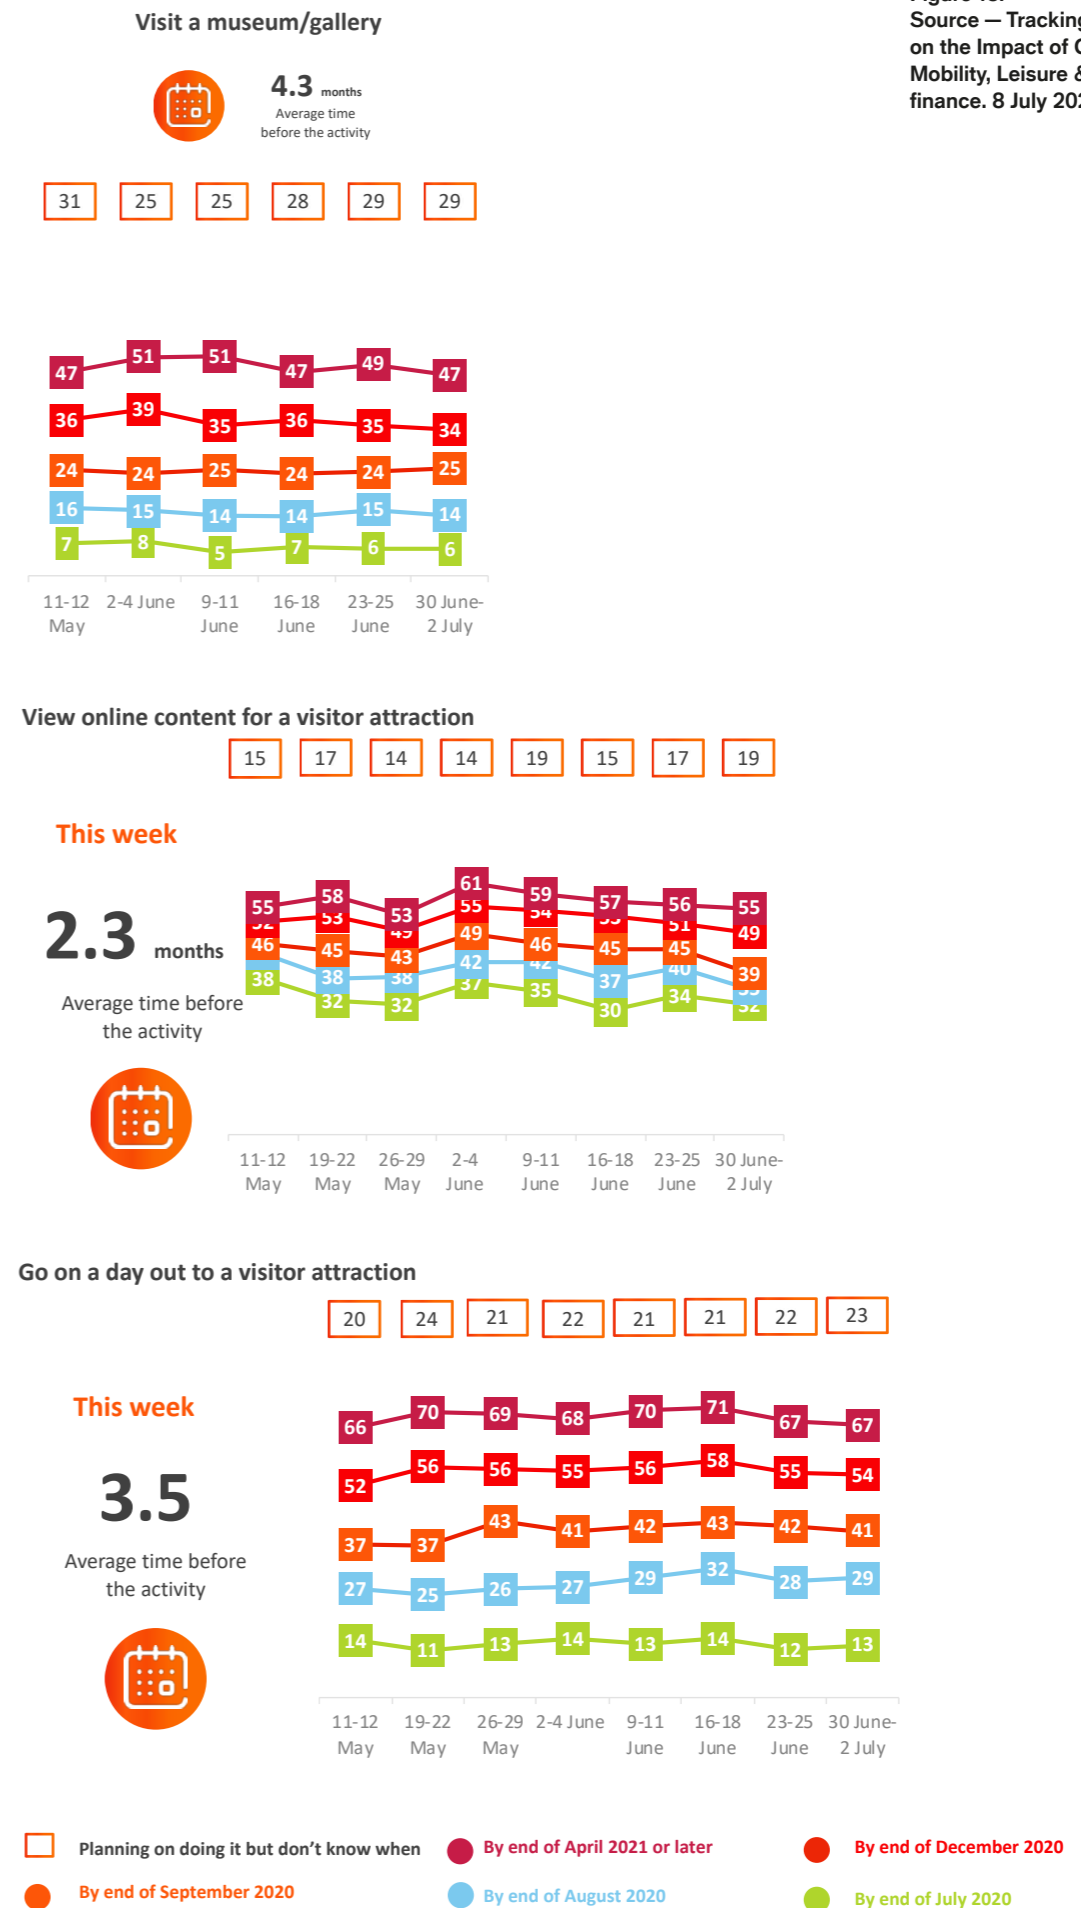 Visit a museum/gallery
Source — Tracking
on the Impact of
Mobility, Leisure &
finance. 8 July
4.3 months
Average time
before the activity
31 25 25 28 29 29
47 51 51 47 49 47
36 39 35 36 35 34
24 24 25 24 24 25
16 15 14 14 15 14
7 8 5 7 6 6
11-12 2-4 June 9-11 16-18 23-25 30 June-
May June June June 2 July
View online content for a visitor attraction
15 17 14 14 19 15 17 19
This week
2.3 months
Average time before
the activity
55 58 53 61 59 57 56 55
52 53 49 55 54 51 49
46 45 43 49 46 45 45 39
38 38 42 42 37 40
38 32 32 37 35 30 34 32
11-12 19-22 26-29 2-4 9-11 16-18 23-25 30 June-
May May May June June June June 2 July
Go on a day out to a visitor attraction
20 24 21 22 21 21 22 23
This week
3.5
Average time before
the activity
66 70 69 68 70 71 67 67
52 56 56 55 56 58 55 54
37 37 43 41 42 43 42 41
27 25 26 27 29 32 28 29
14 11 13 14 13 14 12 13
11-12 19-22 26-29 2-4 June 9-11 16-18 23-25 30 June-
May May May June June June 2 July
Planning on doing it but don't know when By end of April 2021 or later By end of December 2020
By end of September 2020 By end of August 2020 By end of July 2020